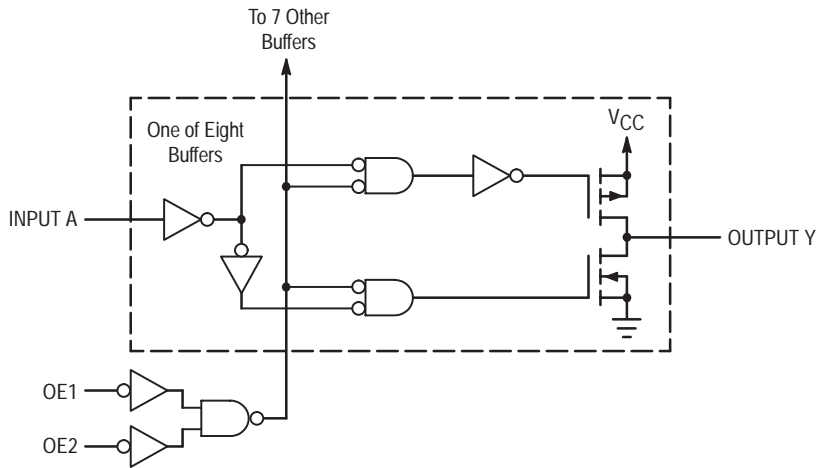 To 7 Other
Buffers
One of Eight
Buffers
VCC
INPUT A
OUTPUT Y
OE1
OE2